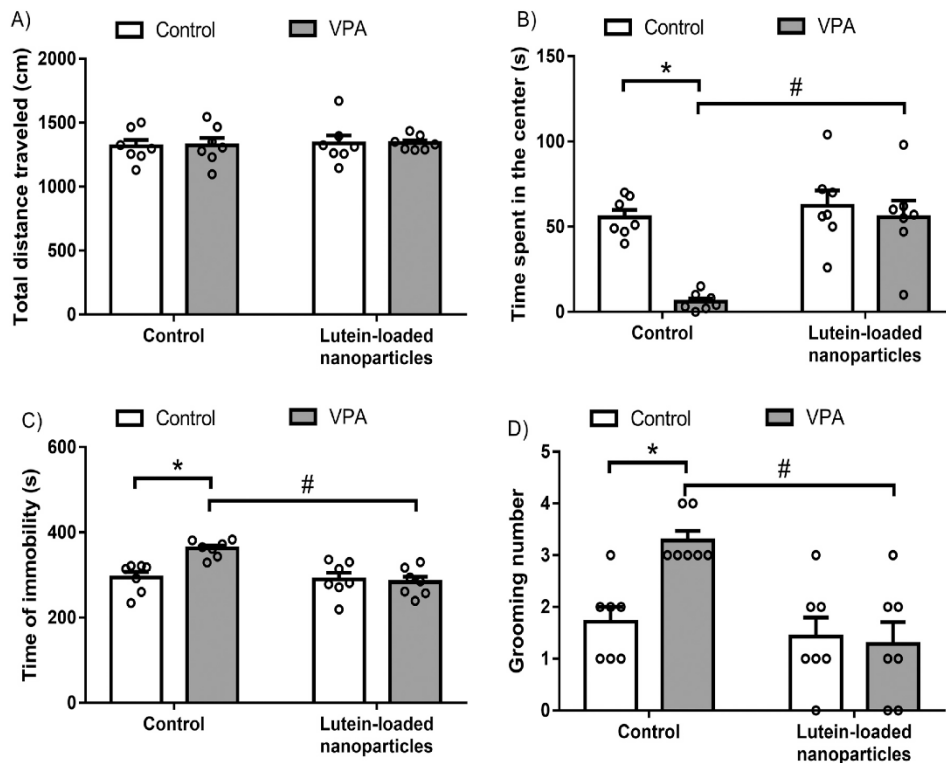 A)
Control
VPA
Total distance traveled (cm)
2000
1500
1000
500
0
Control
Lutein-loaded
nanoparticles
B)
Control
VPA
Time spent in the center (s)
150
100
50
0
*
#
Control
Lutein-loaded
nanoparticles
C)
Control
VPA
Time of immobility (s)
600
400
200
0
*
#
Control
Lutein-loaded
nanoparticles
D)
Control
VPA
Grooming number
5
4
3
2
1
0
*
#
Control
Lutein-loaded
nanoparticles